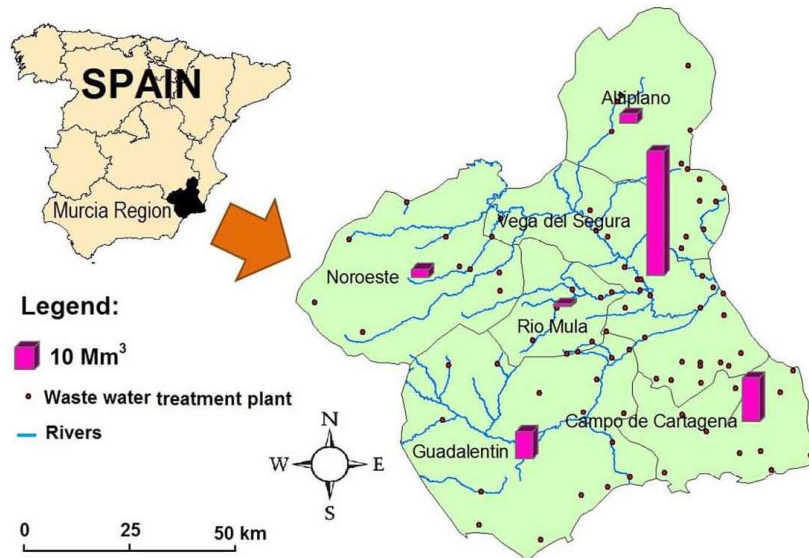 SPAIN
Murcia Region
Altiplano
Vega del Segura
Noroeste
Rio Mula
Campo de Cartagena
Guadalentin
Legend:
10 Mm³
Waste water treatment plant
Rivers
N
W E
S
0 25 50 km